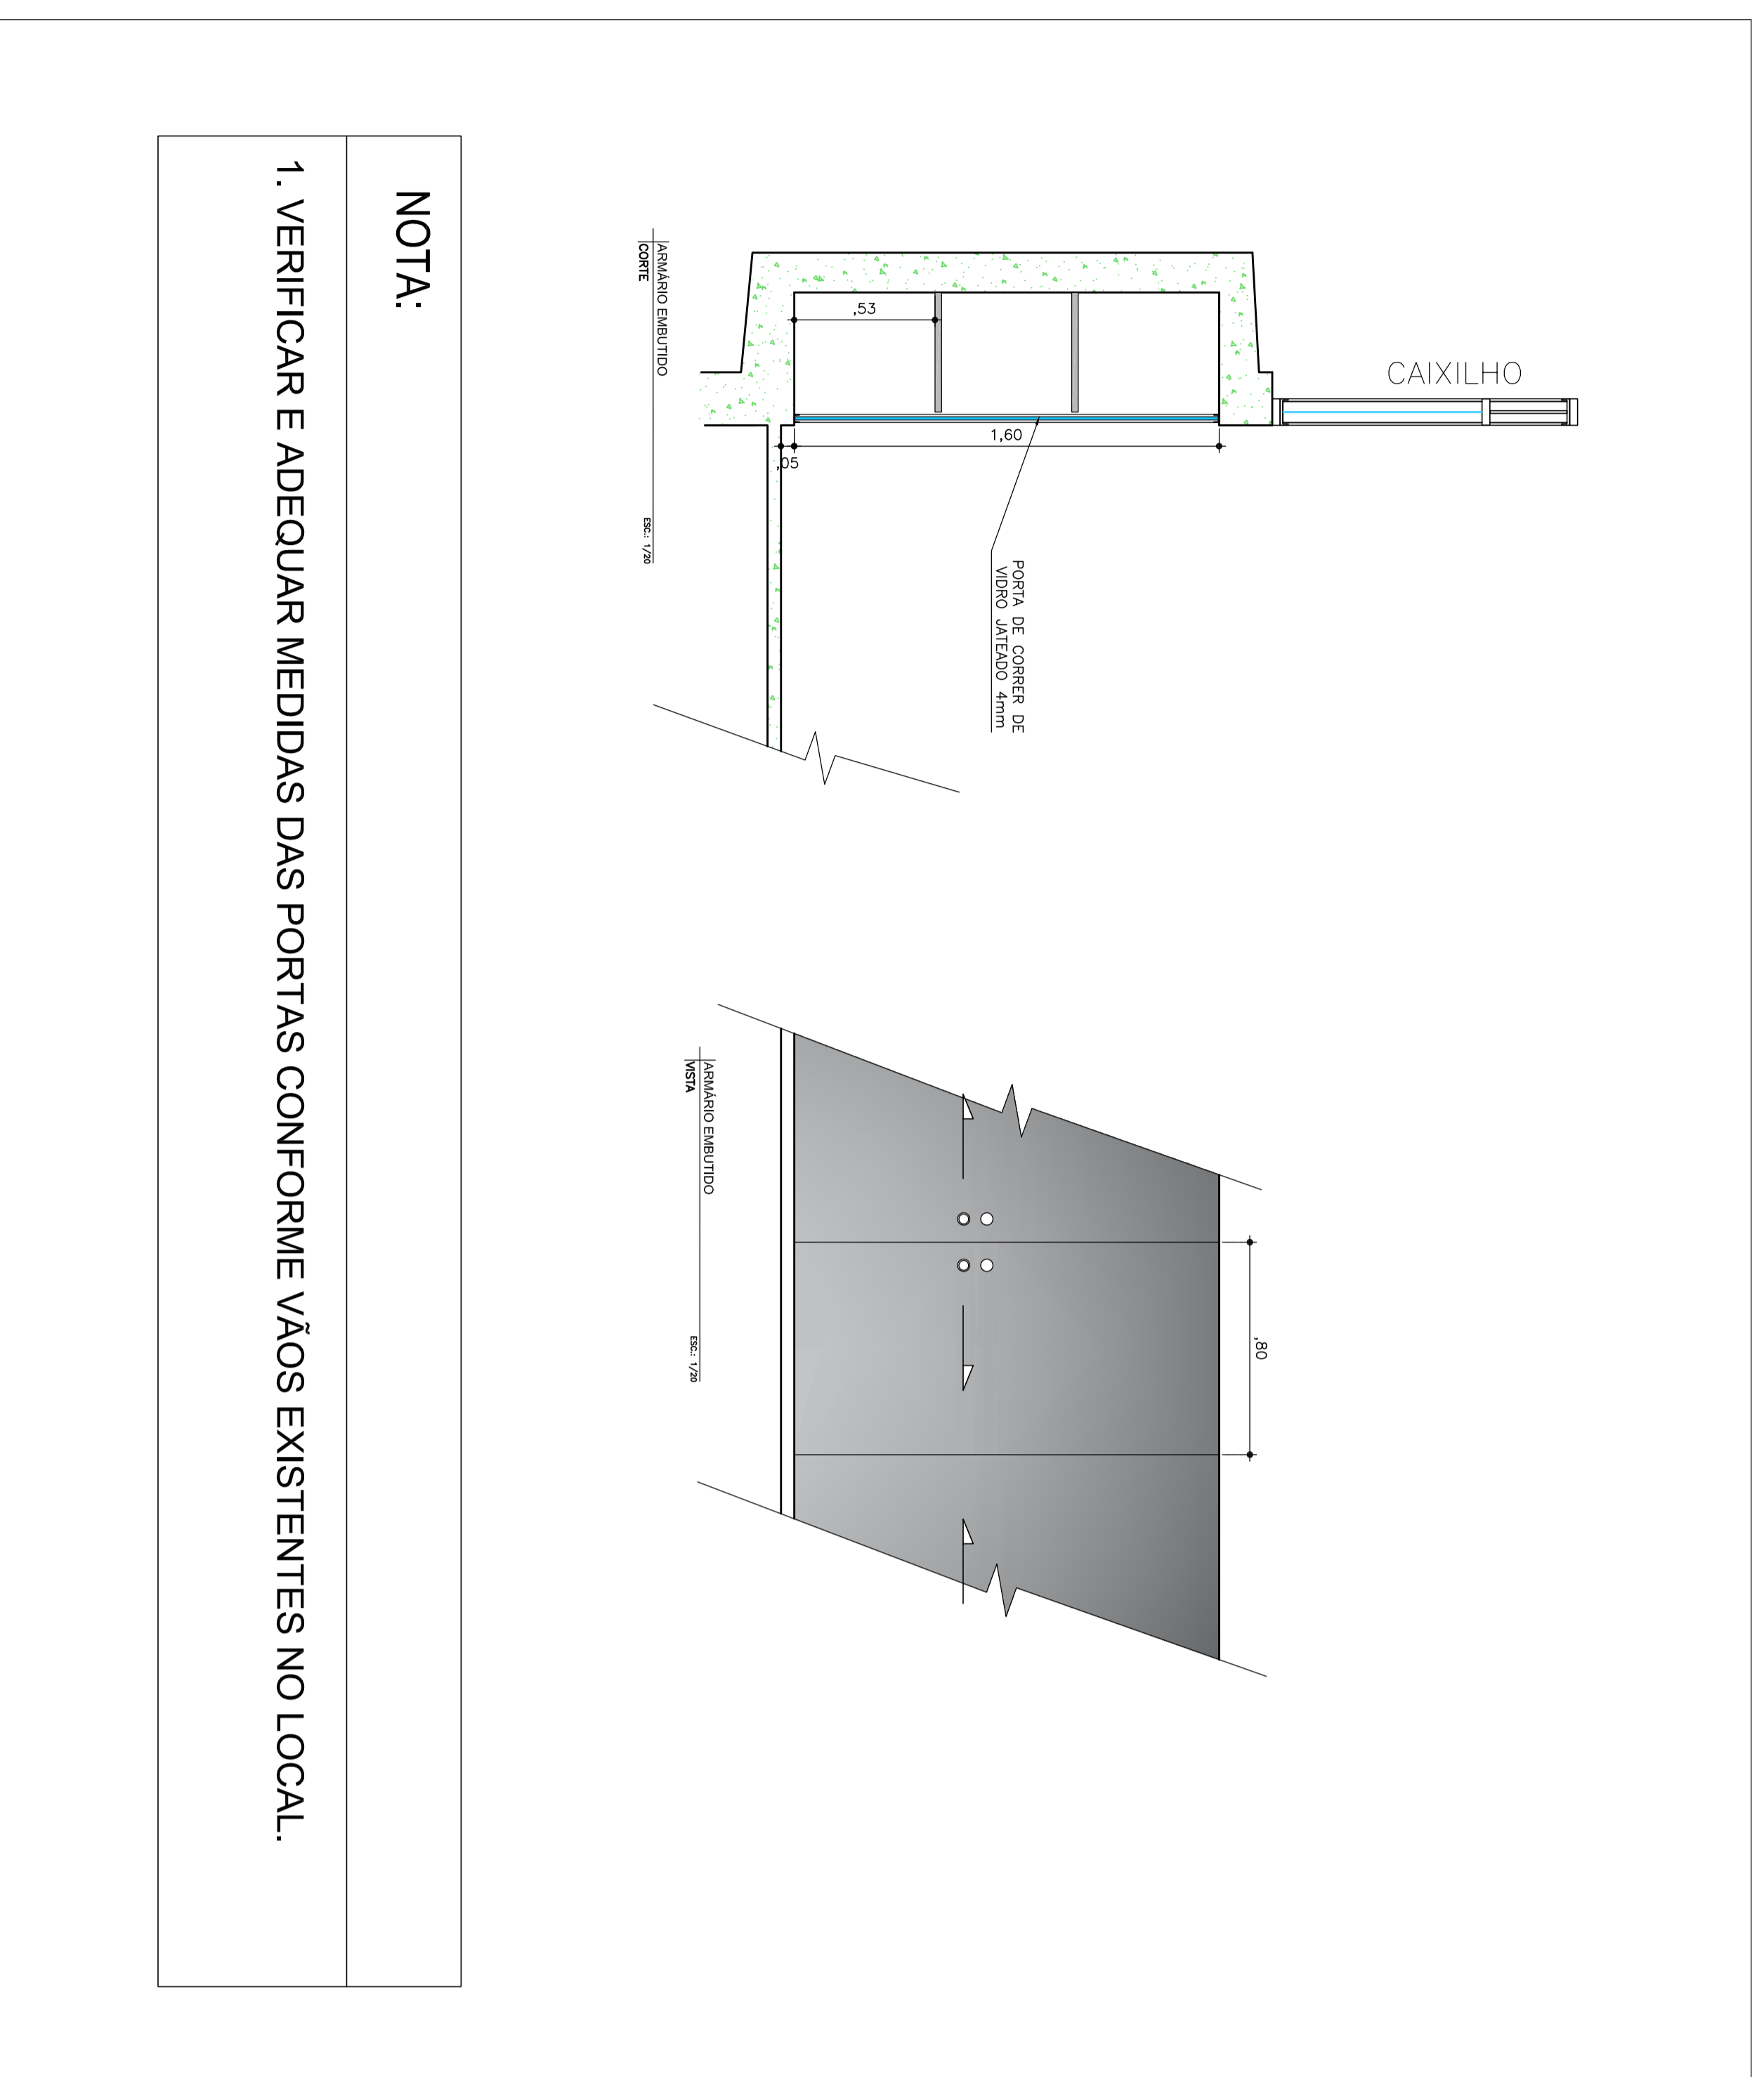 CAIXILHO
,53
1,60
,05
PORTA DE CORRER DE
VIDRO JATEADO 4mm
ARMÁRIO EMBUTIDO
CORTE
ESC.: 1/20
,80
ARMÁRIO EMBUTIDO
VISTA
ESC.: 1/20
NOTA:
1. VERIFICAR E ADEQUAR MEDIDAS DAS PORTAS CONFORME VÃOS EXISTENTES NO LOCAL.